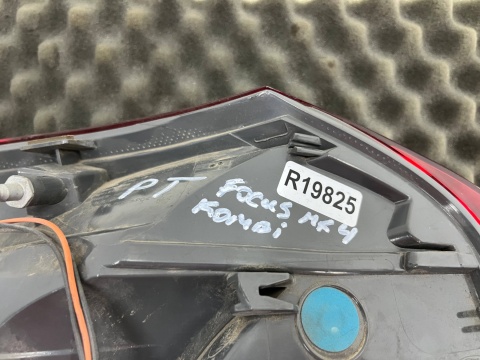 R19825
PT
FOCUS MK4
KOMBI